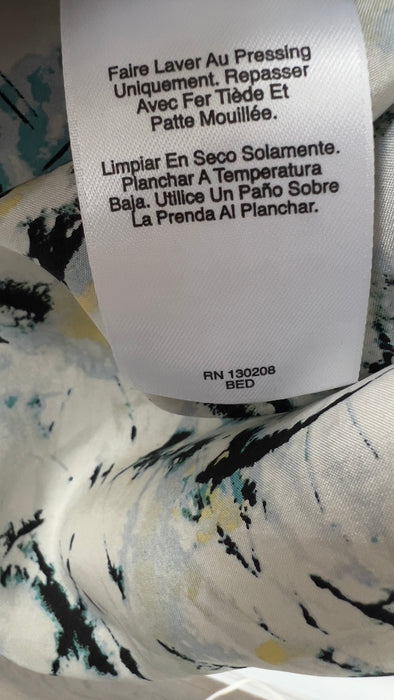 Faire Laver Au Pressing
Uniquement. Repasser
Avec Fer Tiède Et
Patte Mouillée.
Limpiar En Seco Solamente.
Planchar A Temperatura
Baja. Utilice Un Paño Sobre
La Prenda Al Planchar.
RN 130208
BED